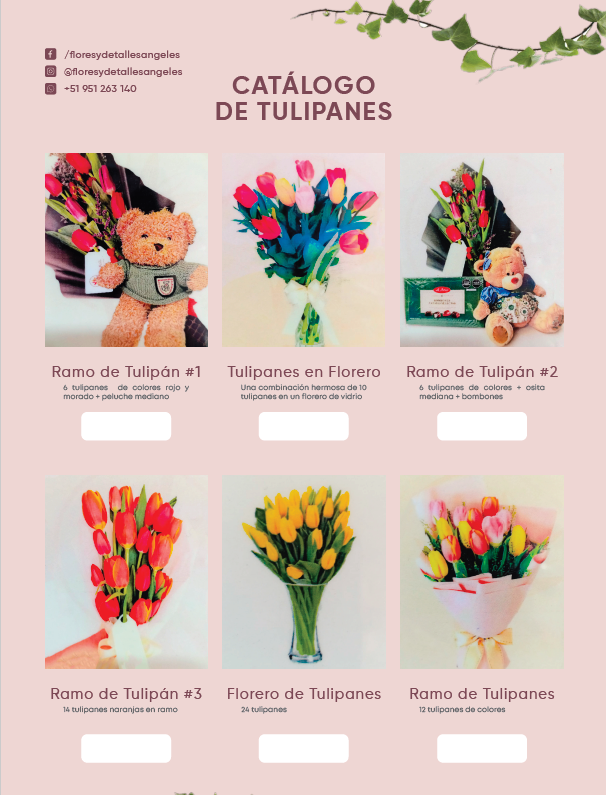 /floresydetallesangeles
@floresydetallesangeles
+51 951 263 140
CATÁLOGO
DE TULIPANES
Ramo de Tulipán #1
6 tulipanes de colores rojo y
morado + peluche mediano
Tulipanes en Florero
Una combinación hermosa de 10
tulipanes en un florero de vidrio
Ramo de Tulipán #2
6 tulipanes de colores + osita
mediana + bombones
Ramo de Tulipán #3
14 tulipanes naranjas en ramo
Florero de Tulipanes
24 tulipanes
Ramo de Tulipanes
12 tulipanes de colores